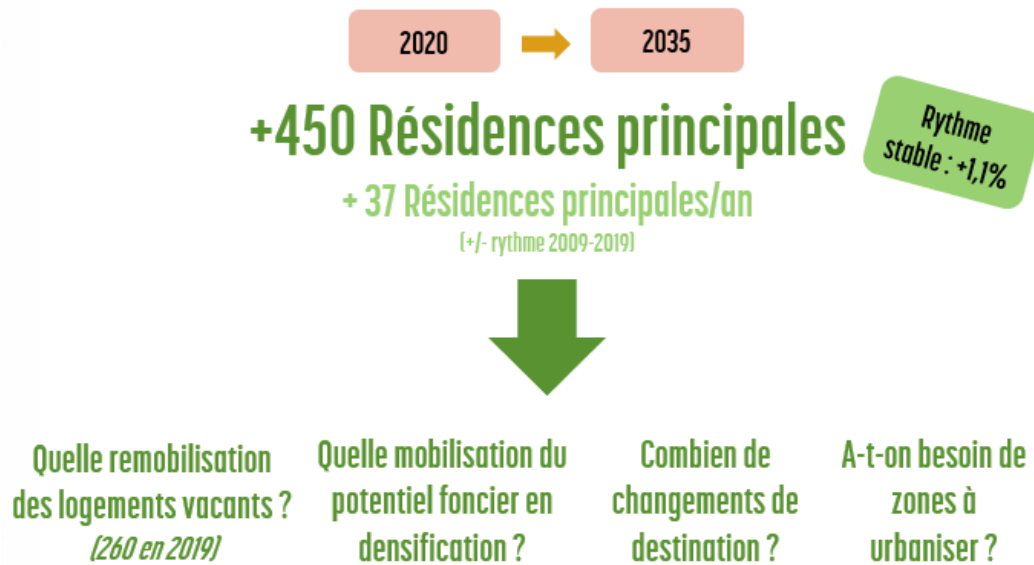 2020
2035
+450 Résidences principales
Rythme
stable : +1,1%
+ 37 Résidences principales/an
(+/- rythme 2009-2019)
Quelle remobilisation
des logements vacants ?
(260 en 2019)
Quelle mobilisation du
potentiel foncier en
densification ?
Combien de
changements de
destination ?
A-t-on besoin de
zones à
urbaniser ?